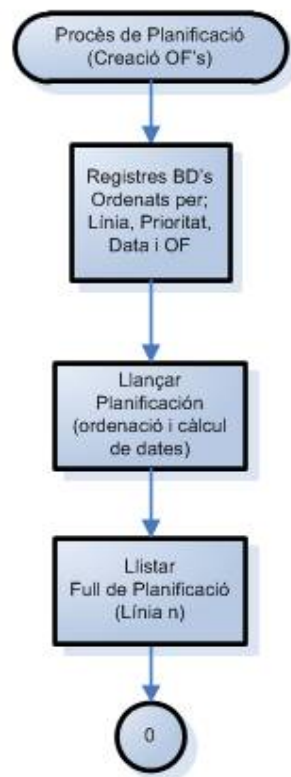 Procès de Planificació
(Creació OF's)
Registres BD's
Ordenats per;
Línia, Prioritat,
Data i OF
Llançar
Planificación
(ordenació i càlcul
de dates)
Llistar
Full de Planificació
(Línia n)
0